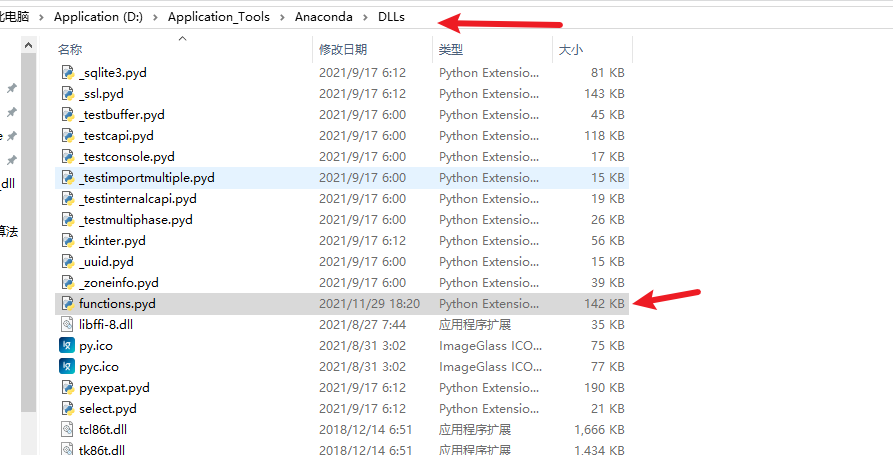 比电脑 › Application (D:) › Application_Tools › Anaconda › DLLs
名称 修改日期 类型 大小
_sqlite3.pyd 2021/9/17 6:12 Python Extensio... 81 KB
_ssl.pyd 2021/9/17 6:12 Python Extensio... 143 KB
_testbuffer.pyd 2021/9/17 6:00 Python Extensio... 45 KB
_testcapi.pyd 2021/9/17 6:00 Python Extensio... 118 KB
_testconsole.pyd 2021/9/17 6:00 Python Extensio... 17 KB
_testimportmultiple.pyd 2021/9/17 6:00 Python Extensio... 15 KB
_dll
_testinternalcapi.pyd 2021/9/17 6:00 Python Extensio... 19 KB
_testmultiphase.pyd 2021/9/17 6:00 Python Extensio... 26 KB
算法
_tkinter.pyd 2021/9/17 6:12 Python Extensio... 56 KB
_uuid.pyd 2021/9/17 6:00 Python Extensio... 15 KB
_zoneinfo.pyd 2021/9/17 6:00 Python Extensio... 39 KB
functions.pyd 2021/11/29 18:20 Python Extensio... 142 KB
libffi-8.dll 2021/8/27 7:44 应用程序扩展 35 KB
py.ico 2021/8/31 3:02 ImageGlass ICO... 75 KB
pyc.ico 2021/8/31 3:02 ImageGlass ICO... 77 KB
pyexpat.pyd 2021/9/17 6:12 Python Extensio... 190 KB
select.pyd 2021/9/17 6:12 Python Extensio... 21 KB
tcl86t.dll 2018/12/14 6:51 应用程序扩展 1,666 KB
tk86t.dll 2018/12/14 6:51 应用程序扩展 1,434 KB